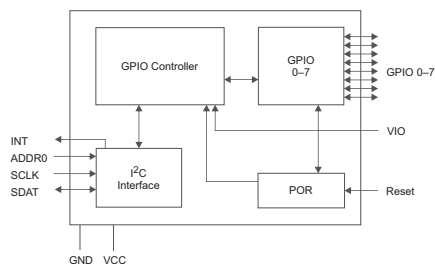 GPIO Controller
GPIO
0–7
GPIO 0–7
VIO
INT
ADDR0
SCLK
SDAT
I2C
Interface
POR
Reset
GND
VCC